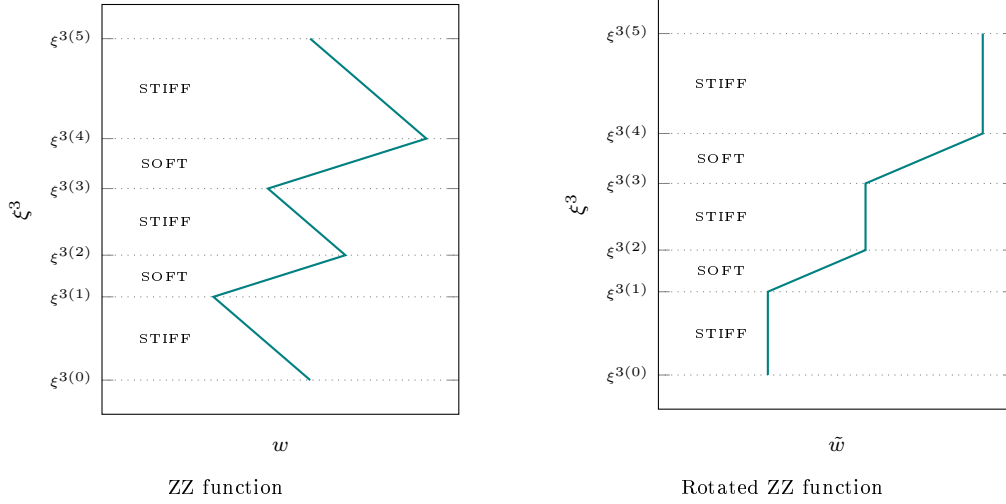 ξ³⁽⁵⁾
STIFF
ξ³⁽⁴⁾
SOFT
ξ³⁽³⁾
STIFF
ξ³⁽²⁾
SOFT
ξ³⁽¹⁾
STIFF
ξ³⁽⁰⁾
ξ³
w
ZZ function
ξ³⁽⁵⁾
STIFF
ξ³⁽⁴⁾
SOFT
ξ³⁽³⁾
STIFF
ξ³⁽²⁾
SOFT
ξ³⁽¹⁾
STIFF
ξ³⁽⁰⁾
ξ³
w̃
Rotated ZZ function